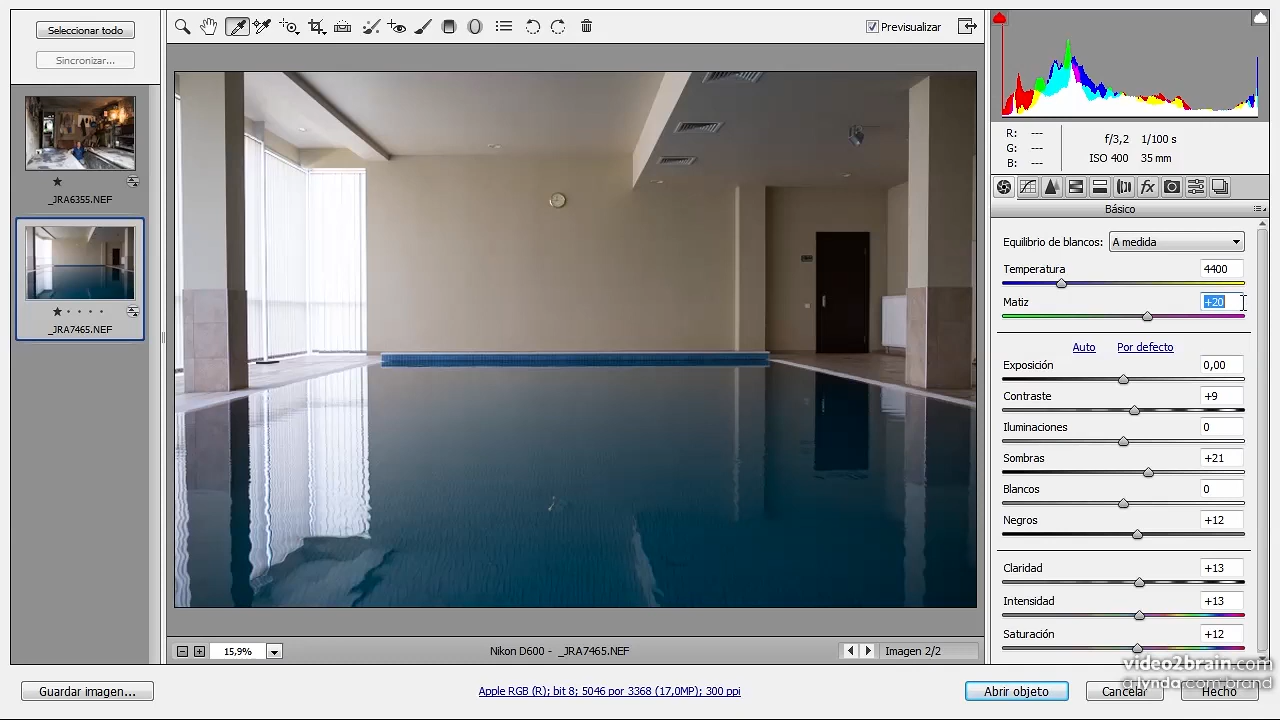 Seleccionar todo
Sincronizar...
_JRA6355.NEF
_JRA7465.NEF
Previsualizar
15,9%
Nikon D600 - _JRA7465.NEF
Imagen 2/2
R: ---
G: ---
B: ---
f/3,2 1/100 s
ISO 400 35 mm
fx
Básico
Equilibrio de blancos: A medida
Temperatura 4400
Matiz +20
Auto Por defecto
Exposición 0,00
Contraste +9
Iluminaciones 0
Sombras +21
Blancos 0
Negros +12
Claridad +13
Intensidad +13
Saturación +12
video2brain.com
a lynda.com brand
Guardar imagen...
Apple RGB (R); bit 8; 5046 por 3368 (17,0MP); 300 ppi
Abrir objeto
Cancelar
Hecho